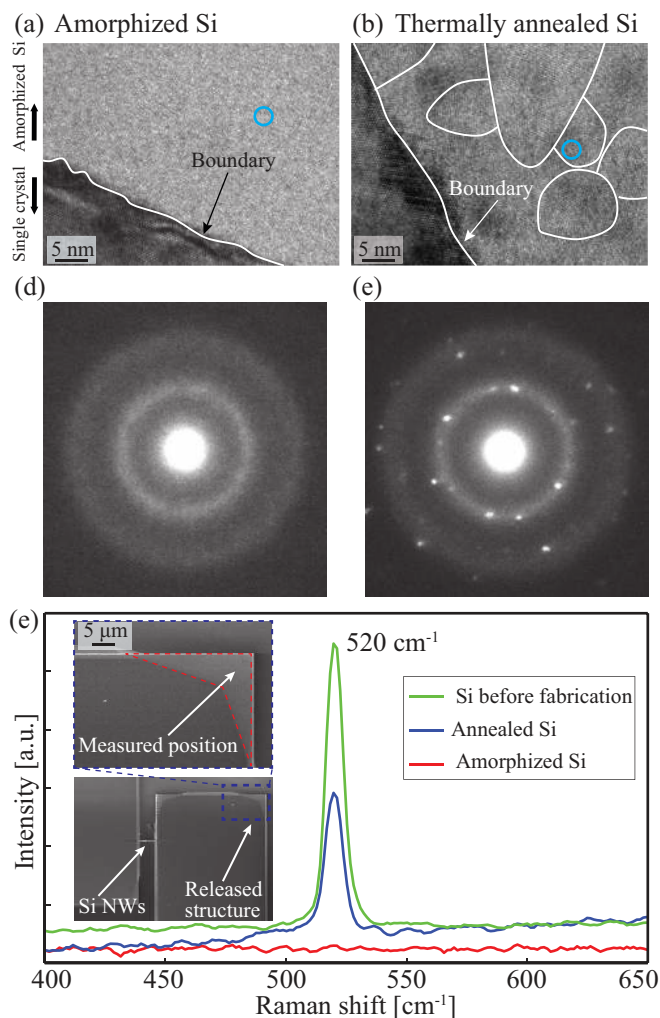 (a) Amorphized Si
(b) Thermally annealed Si
Amorphized Si
Single crystal
Boundary
5 nm
Boundary
5 nm
(d)
(e)
(e)
5 μm
Measured position
Si NWs
Released
structure
520 cm⁻¹
Si before fabrication
Annealed Si
Amorphized Si
Intensity [a.u.]
400 450 500 550 600 650
Raman shift [cm⁻¹]